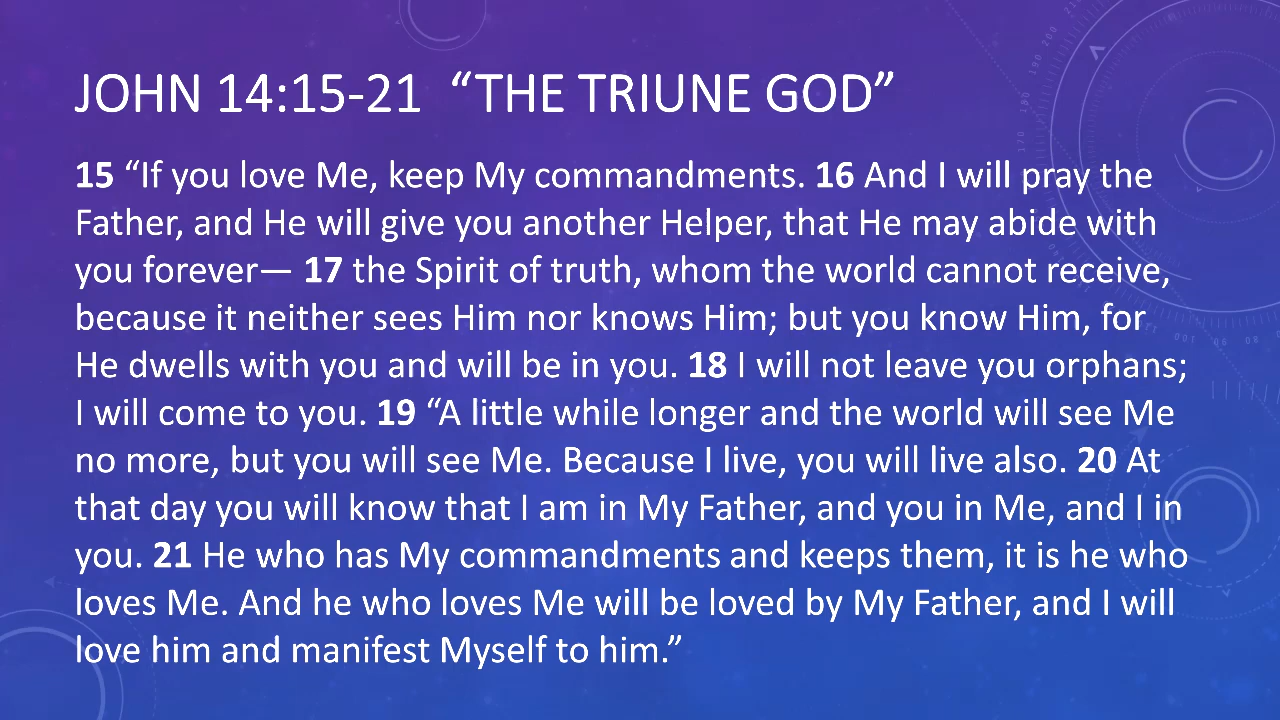 JOHN 14:15-21 “THE TRIUNE GOD”
15 “If you love Me, keep My commandments. 16 And I will pray the
Father, and He will give you another Helper, that He may abide with
you forever— 17 the Spirit of truth, whom the world cannot receive,
because it neither sees Him nor knows Him; but you know Him, for
He dwells with you and will be in you. 18 I will not leave you orphans;
I will come to you. 19 “A little while longer and the world will see Me
no more, but you will see Me. Because I live, you will live also. 20 At
that day you will know that I am in My Father, and you in Me, and I in
you. 21 He who has My commandments and keeps them, it is he who
loves Me. And he who loves Me will be loved by My Father, and I will
love him and manifest Myself to him.”